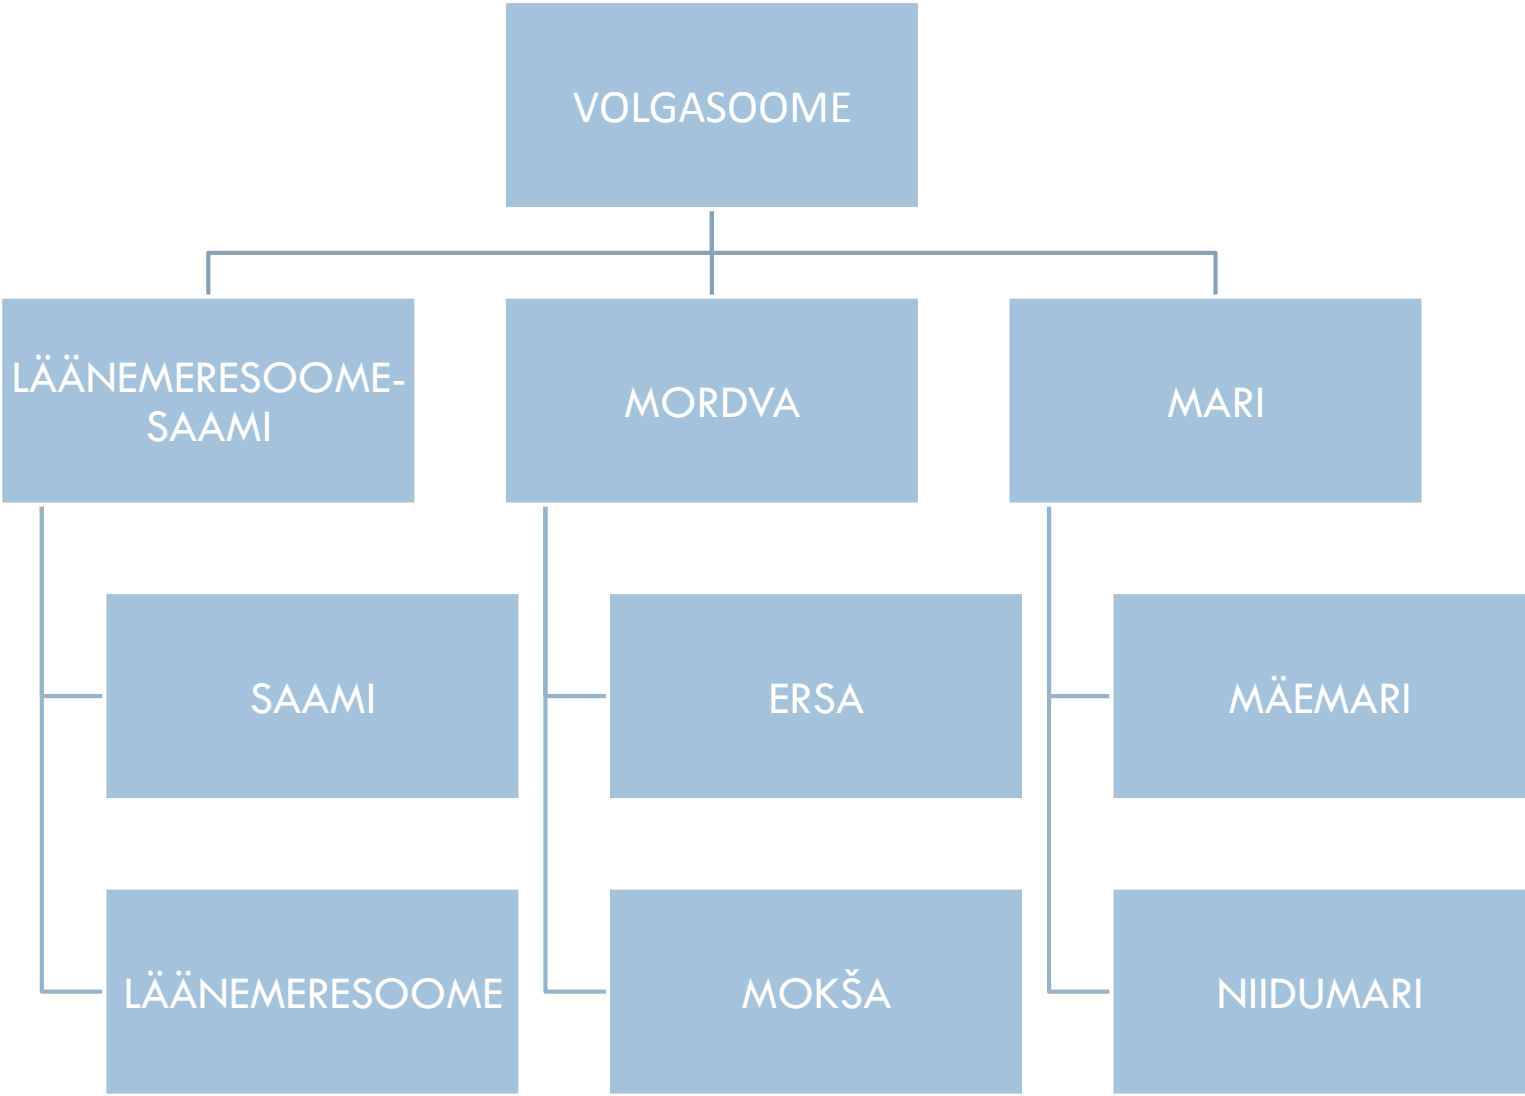 VOLGASOOME
LÄÄNEMERESOOME-
SAAMI
MORDVA
MARI
SAAMI
ERSA
MÄEMARI
LÄÄNEMERESOOME
MOKŠA
NIIDUMARI